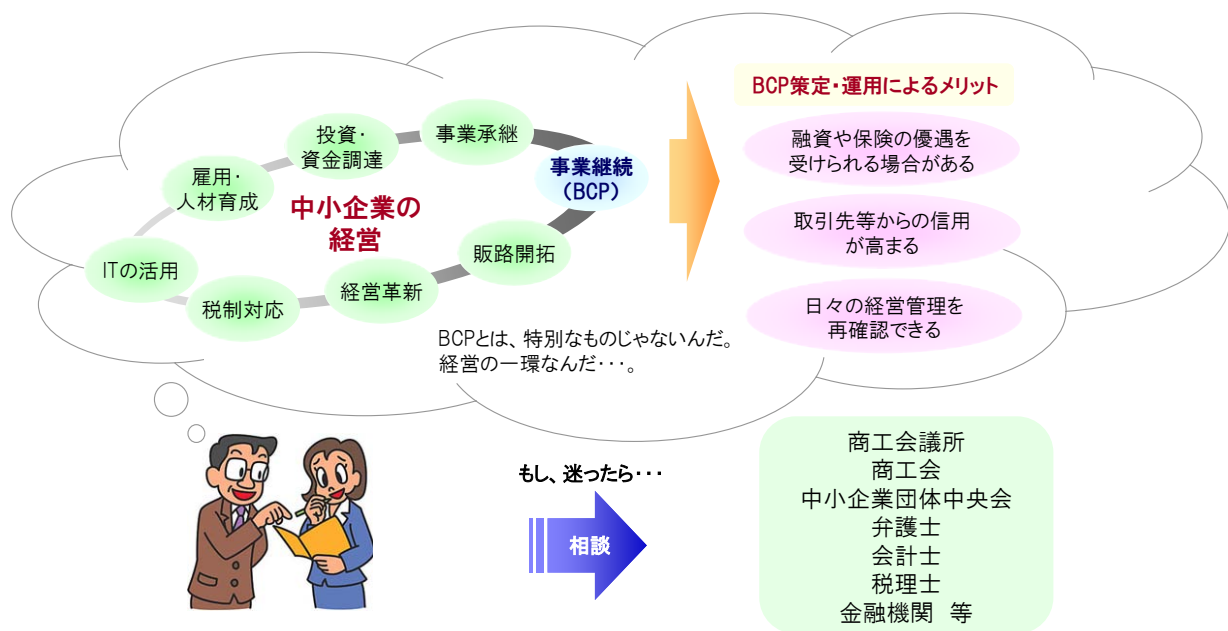 BCP策定・運用によるメリット
投資・
資金調達
事業承継
事業継続
(BCP)
雇用・
人材育成
中小企業の
経営
販路開拓
ITの活用
税制対応
経営革新
融資や保険の優遇を
受けられる場合がある
取引先等からの信用
が高まる
日々の経営管理を
再確認できる
BCPとは、特別なものじゃないんだ。
経営の一環なんだ・・・。
もし、迷ったら・・・
相談
商工会議所
商工会
中小企業団体中央会
弁護士
会計士
税理士
金融機関 等